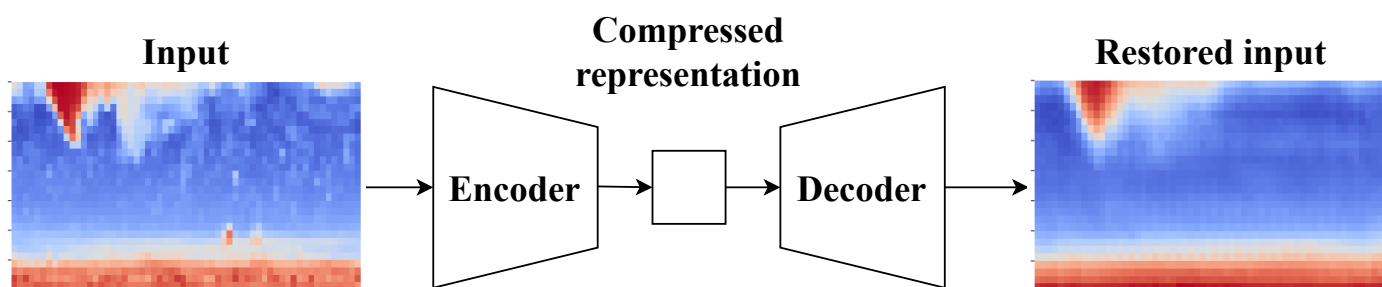 Input
Compressed
representation
Restored input
Encoder
Decoder